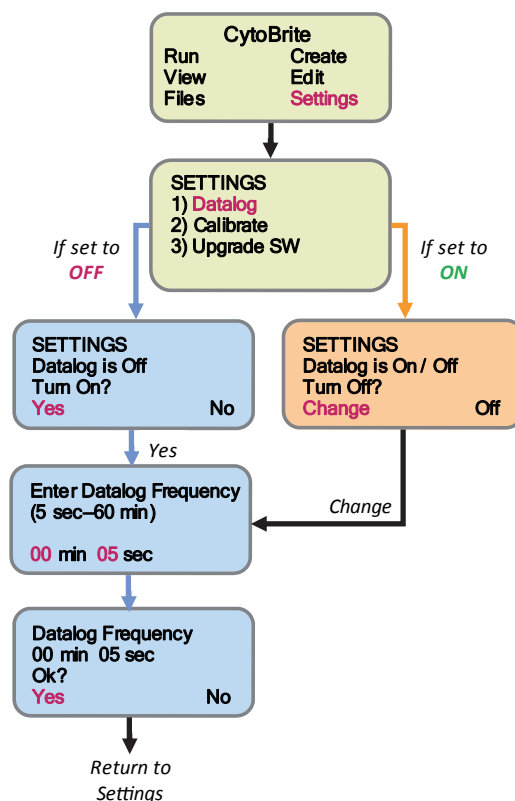 CytoBrite
Run Create
View Edit
Files Settings
SETTINGS
1) Datalog
2) Calibrate
3) Upgrade SW
If set to
OFF
If set to
ON
SETTINGS
Datalog is Off
Turn On?
Yes No
SETTINGS
Datalog is On / Off
Turn Off?
Change Off
Yes
Change
Enter Datalog Frequency
(5 sec–60 min)
00 min 05 sec
Datalog Frequency
00 min 05 sec
Ok?
Yes No
Return to
Settings